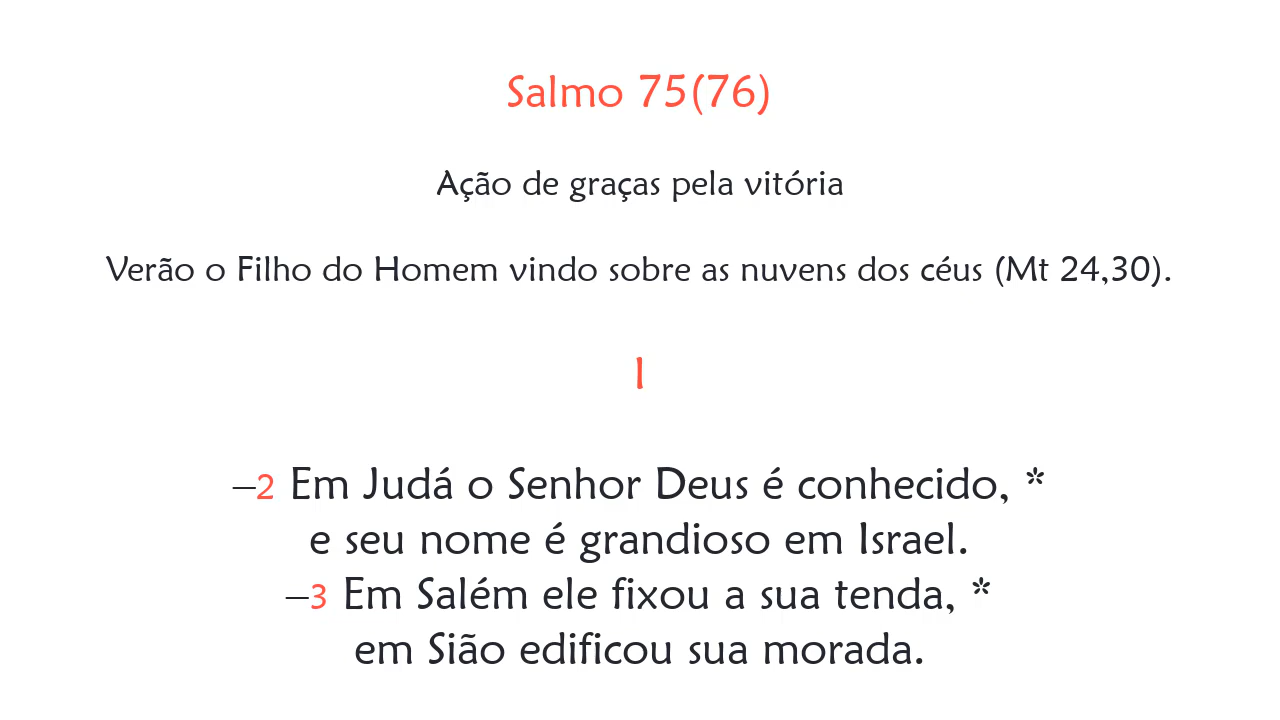 Salmo 75(76)
Ação de graças pela vitória
Verão o Filho do Homem vindo sobre as nuvens dos céus (Mt 24,30).
I
–2 Em Judá o Senhor Deus é conhecido, *
e seu nome é grandioso em Israel.
–3 Em Salém ele fixou a sua tenda, *
em Sião edificou sua morada.